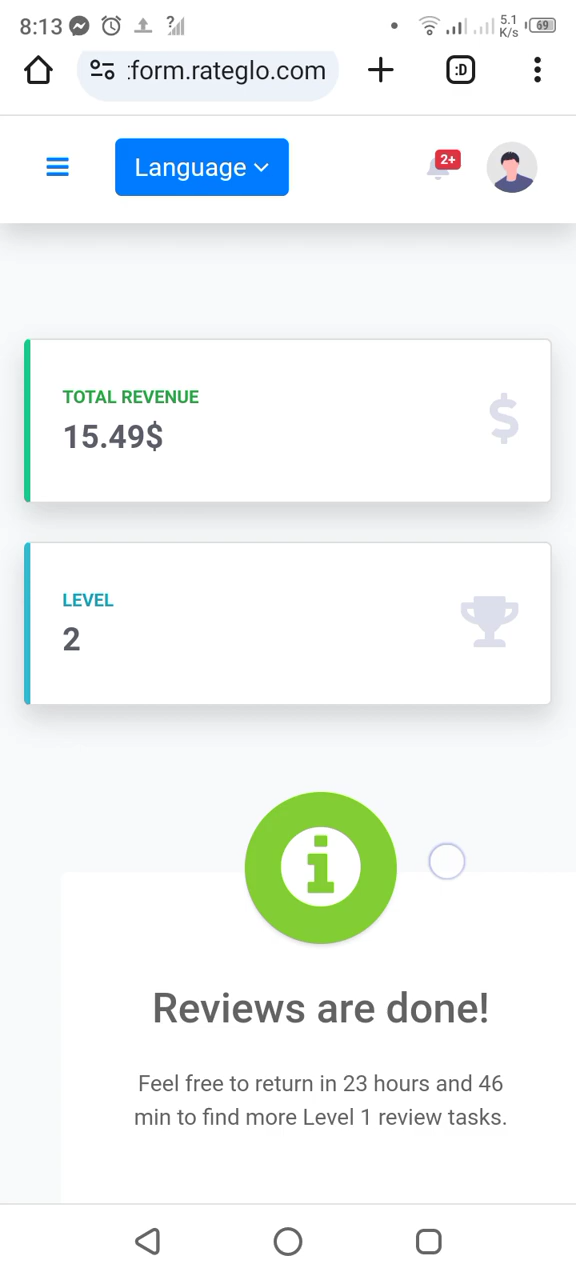 8:13
5.1
K/s
69
:form.rateglo.com
:D
Language
2+
TOTAL REVENUE
15.49$
$
LEVEL
2
Reviews are done!
Feel free to return in 23 hours and 46
min to find more Level 1 review tasks.